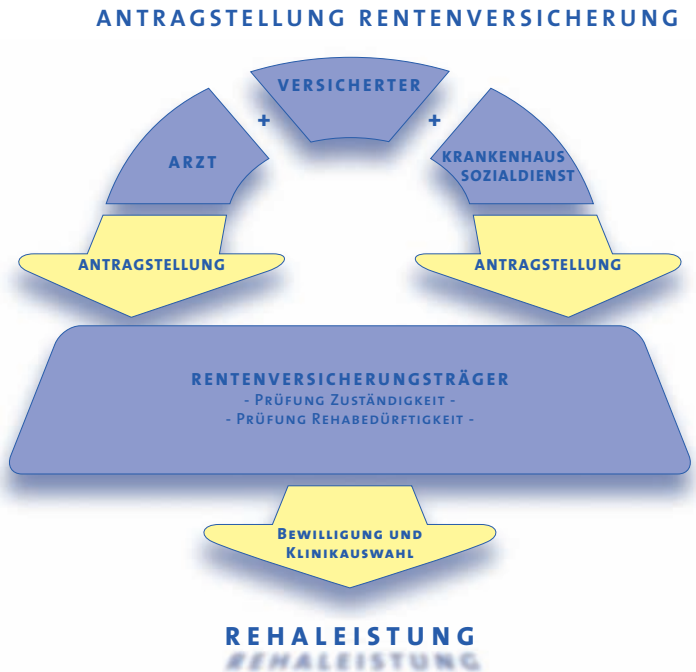 ANTRAGSTELLUNG RENTENVERSICHERUNG
VERSICHERTER
+
+
ARZT
KRANKENHAUS
SOZIALDIENST
ANTRAGSTELLUNG
ANTRAGSTELLUNG
RENTENVERSICHERUNGSTRÄGER
- PRÜFUNG ZUSTÄNDIGKEIT -
- PRÜFUNG REHABEDÜRFTIGKEIT -
BEWILLIGUNG UND
KLINIKAUSWAHL
REHALEISTUNG